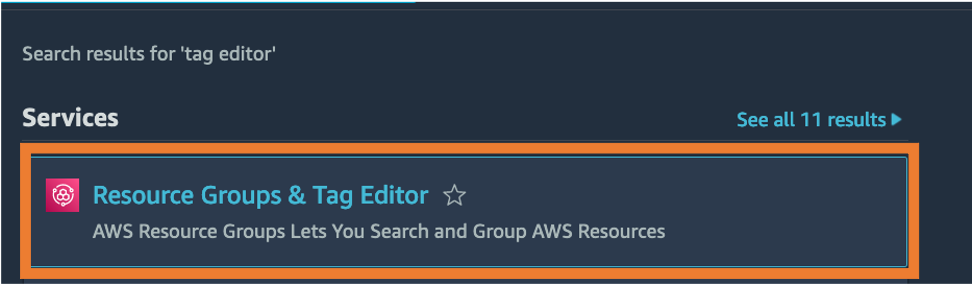 Search results for 'tag editor'
Services
See all 11 results
Resource Groups & Tag Editor
AWS Resource Groups Lets You Search and Group AWS Resources